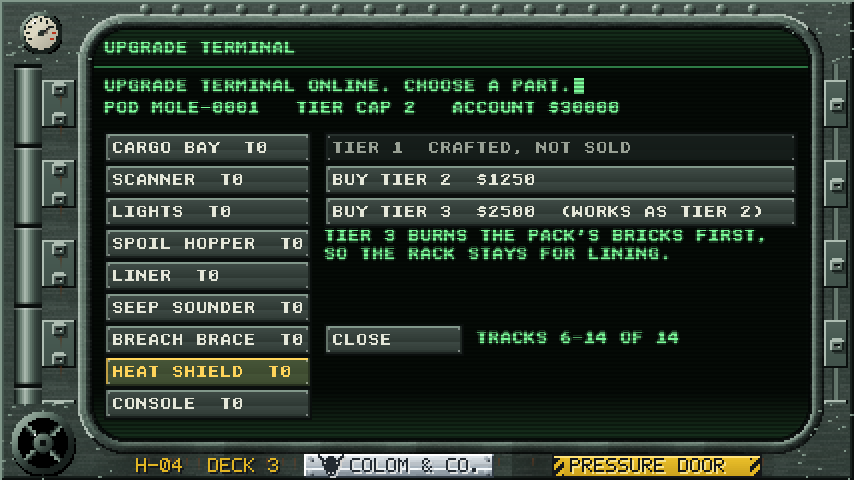 UPGRADE TERMINAL
UPGRADE TERMINAL ONLINE. CHOOSE A PART.
POD MOLE-0001 TIER CAP 2 ACCOUNT $30000
CARGO BAY T0
TIER 1 CRAFTED, NOT SOLD
SCANNER T0
BUY TIER 2 $1250
LIGHTS T0
BUY TIER 3 $2500 (WORKS AS TIER 2)
SPOIL HOPPER T0
TIER 3 BURNS THE PACK'S BRICKS FIRST,
SO THE RACK STAYS FOR LINING.
LINER T0
SEEP SOUNDER T0
BREACH BRACE T0
CLOSE
TRACKS 6-14 OF 14
HEAT SHIELD T0
CONSOLE T0
H-04 DECK 3
COLOM & CO.
PRESSURE DOOR